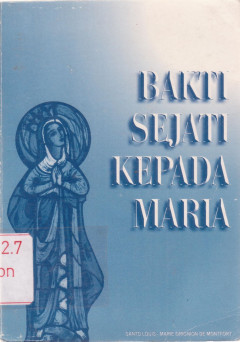 BAKTI
SEJATI
KEPADA
MARIA
2.7
on
SANTO LOUIS - MARIE GRIGNION DE MONTFORT